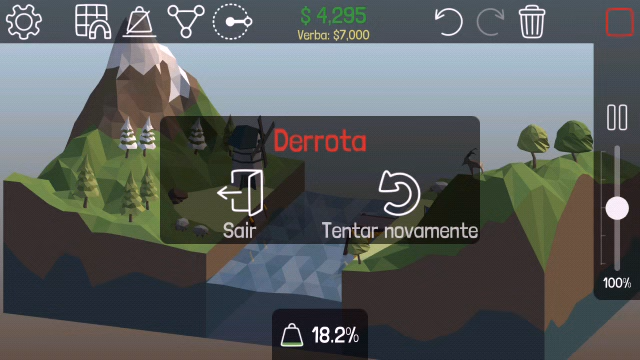 $ 4,295
Verba: $7,000
Derrota
Sair
Tentar novamente
100%
18.2%